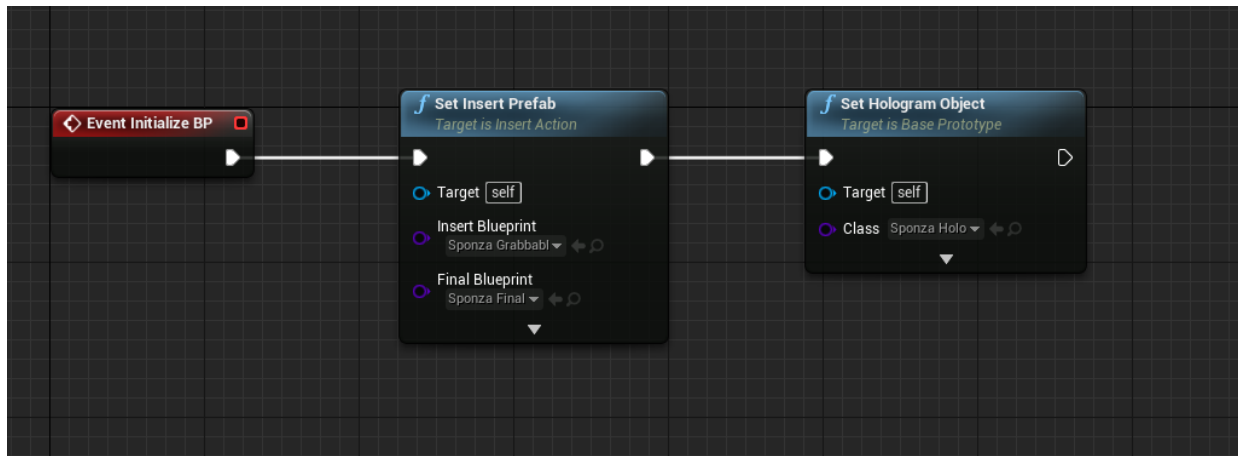 Event Initialize BP
Set Insert Prefab
Target is Insert Action
Target self
Insert Blueprint
Sponza Grabbabl
Final Blueprint
Sponza Final
Set Hologram Object
Target is Base Prototype
Target self
Class Sponza Holo